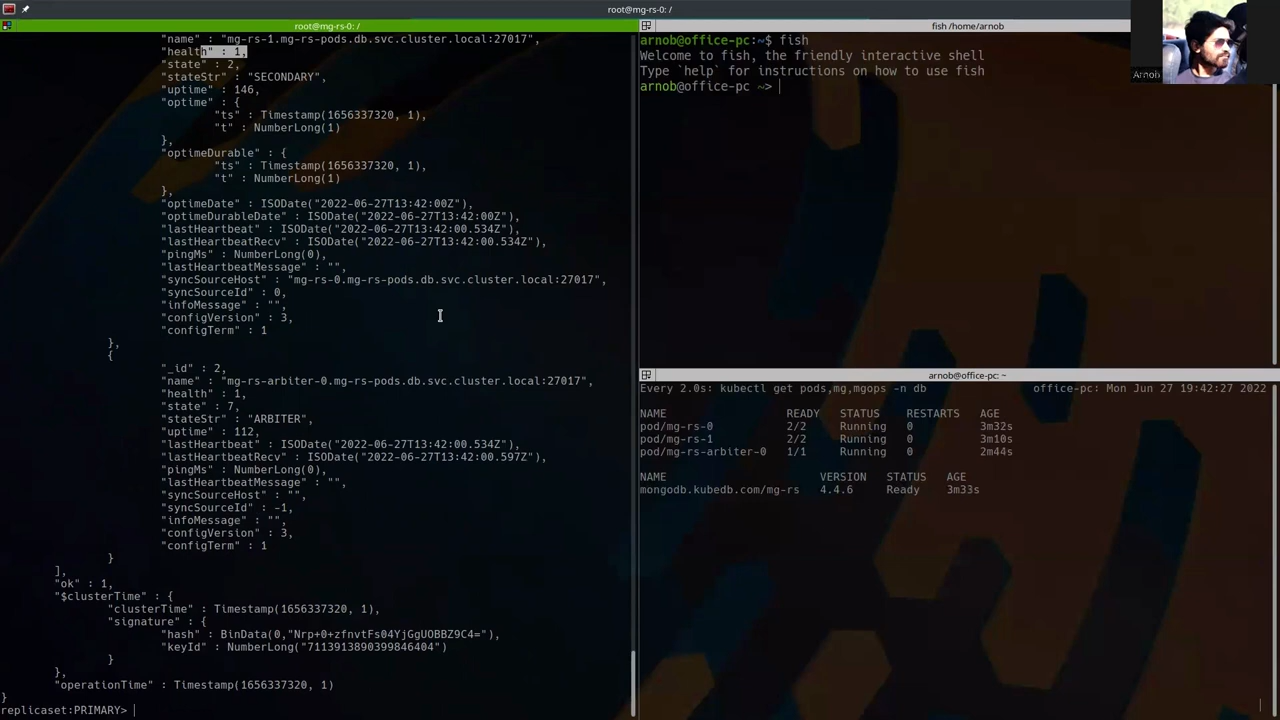 root@mg-rs-0: /
root@mg-rs-0: /
"name" : "mg-rs-1.mg-rs-pods.db.svc.cluster.local:27017",
"health" : 1,
"state" : 2,
"stateStr" : "SECONDARY",
"uptime" : 146,
"optime" : {
"ts" : Timestamp(1656337320, 1),
"t" : NumberLong(1)
},
"optimeDurable" : {
"ts" : Timestamp(1656337320, 1),
"t" : NumberLong(1)
},
"optimeDate" : ISODate("2022-06-27T13:42:00Z"),
"optimeDurableDate" : ISODate("2022-06-27T13:42:00Z"),
"lastHeartbeat" : ISODate("2022-06-27T13:42:00.534Z"),
"lastHeartbeatRecv" : ISODate("2022-06-27T13:42:00.534Z"),
"pingMs" : NumberLong(0),
"lastHeartbeatMessage" : "",
"syncSourceHost" : "mg-rs-0.mg-rs-pods.db.svc.cluster.local:27017",
"syncSourceId" : 0,
"infoMessage" : "",
"configVersion" : 3,
"configTerm" : 1
},
{
"_id" : 2,
"name" : "mg-rs-arbiter-0.mg-rs-pods.db.svc.cluster.local:27017",
"health" : 1,
"state" : 7,
"stateStr" : "ARBITER",
"uptime" : 112,
"lastHeartbeat" : ISODate("2022-06-27T13:42:00.534Z"),
"lastHeartbeatRecv" : ISODate("2022-06-27T13:42:00.597Z"),
"pingMs" : NumberLong(0),
"lastHeartbeatMessage" : "",
"syncSourceHost" : "",
"syncSourceId" : -1,
"infoMessage" : "",
"configVersion" : 3,
"configTerm" : 1
}
],
"ok" : 1,
"$clusterTime" : {
"clusterTime" : Timestamp(1656337320, 1),
"signature" : {
"hash" : BinData(0,"Nrp+0+zfnvtFs04YjGgUOBBZ9C4="),
"keyId" : NumberLong("7113913890399846404")
}
},
"operationTime" : Timestamp(1656337320, 1)
}
replicaset:PRIMARY>
fish /home/arnob
arnob@office-pc:~$ fish
Welcome to fish, the friendly interactive shell
Type `help` for instructions on how to use fish
arnob@office-pc ~>
Arnob
arnob@office-pc: ~
Every 2.0s: kubectl get pods,mg,mgops -n db office-pc: Mon Jun 27 19:42:27 2022
NAME READY STATUS RESTARTS AGE
pod/mg-rs-0 2/2 Running 0 3m32s
pod/mg-rs-1 2/2 Running 0 3m10s
pod/mg-rs-arbiter-0 1/1 Running 0 2m44s
NAME VERSION STATUS AGE
mongodb.kubedb.com/mg-rs 4.4.6 Ready 3m33s